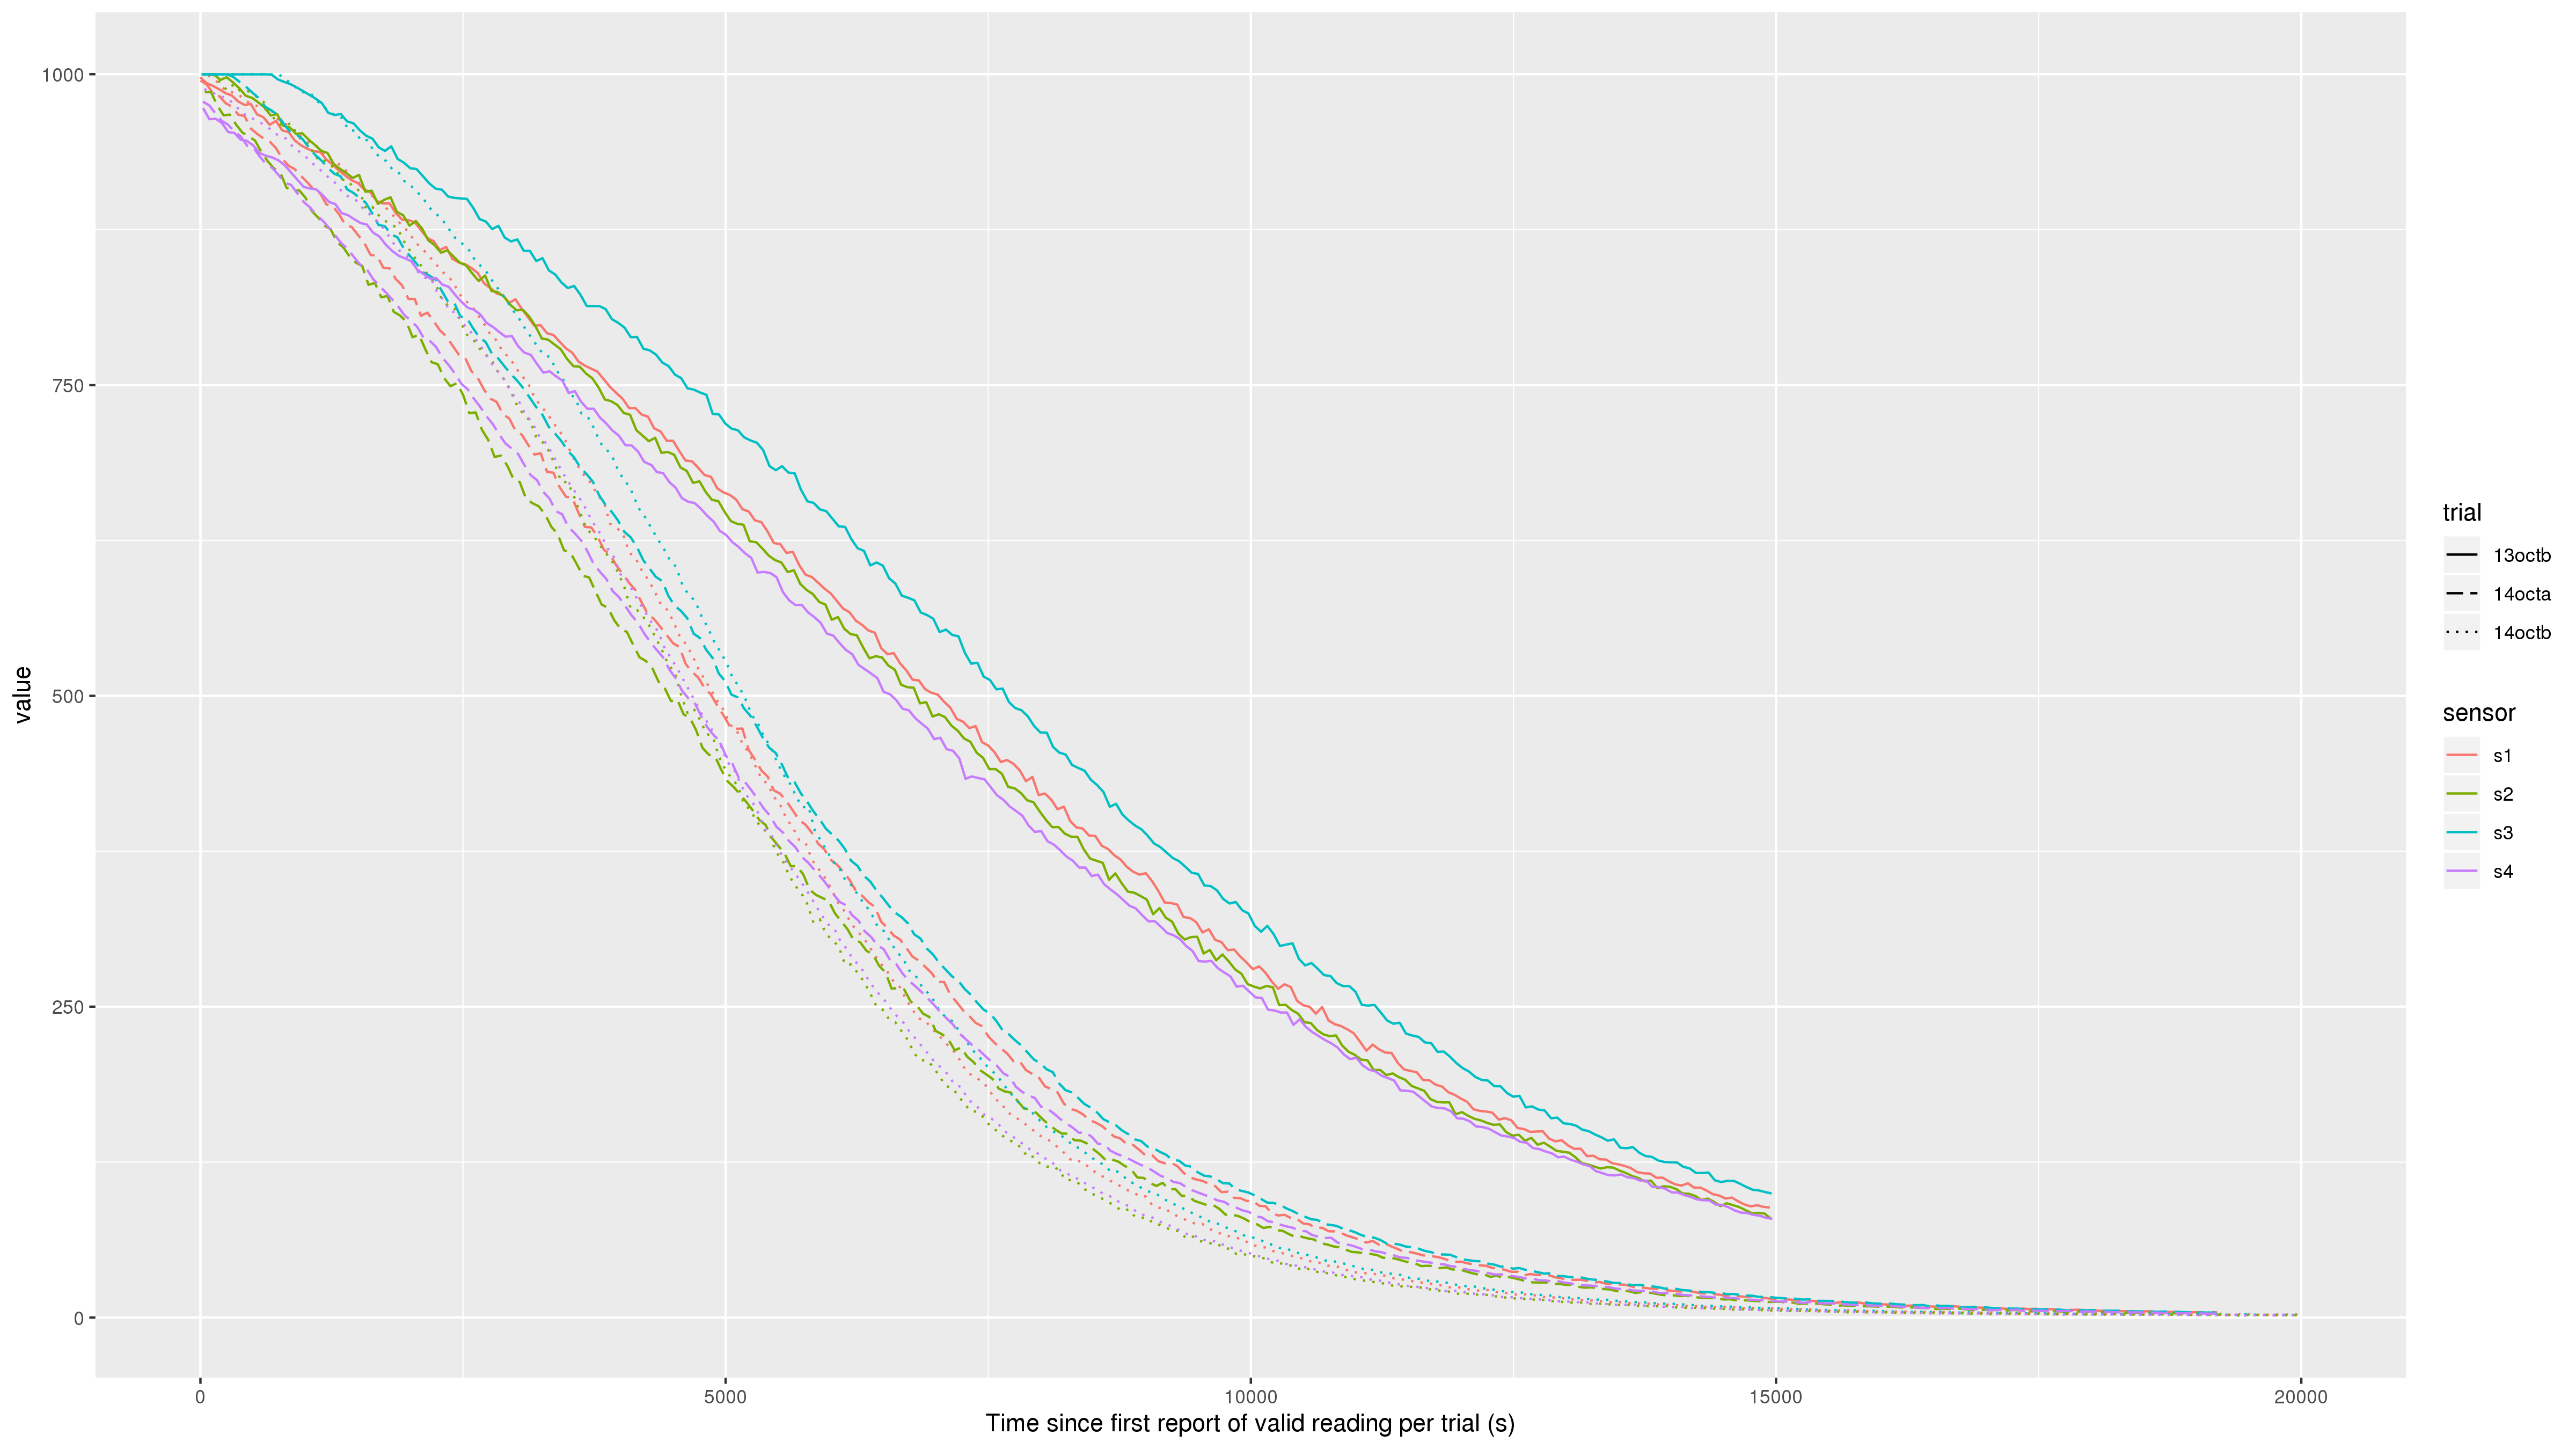 1000
750
500
250
0
value
0 5000 10000 15000 20000
Time since first report of valid reading per trial (s)
trial
13octb
14octa
14octb
sensor
s1
s2
s3
s4